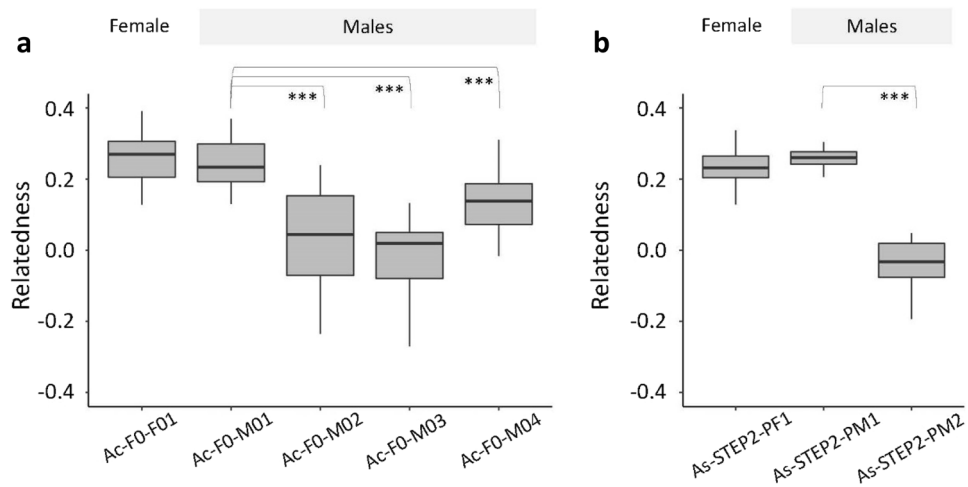 a
Female
Males
***
***
***
Relatedness
0.4
0.2
0.0
-0.2
-0.4
Ac-F0-F01
Ac-F0-M01
Ac-F0-M02
Ac-F0-M03
Ac-F0-M04
b
Female
Males
***
Relatedness
0.4
0.2
0.0
-0.2
-0.4
As-STEP2-PF1
As-STEP2-PM1
As-STEP2-PM2